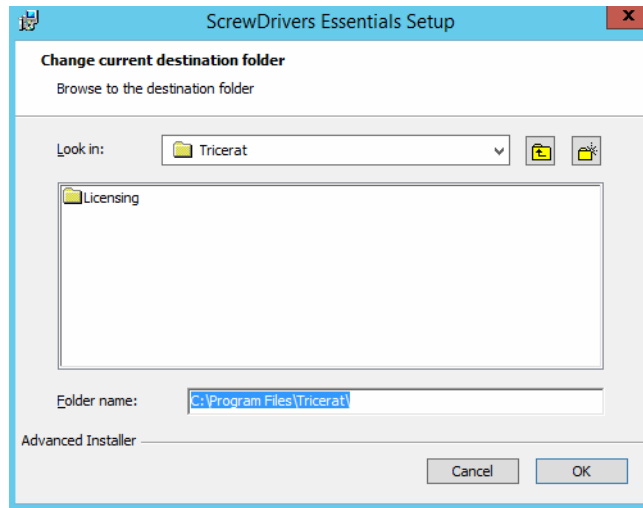 ScrewDrivers Essentials Setup
x
Change current destination folder
Browse to the destination folder
Look in:
Tricerat
Licensing
Folder name:
C:\Program Files\Tricerat\
Advanced Installer
Cancel
OK